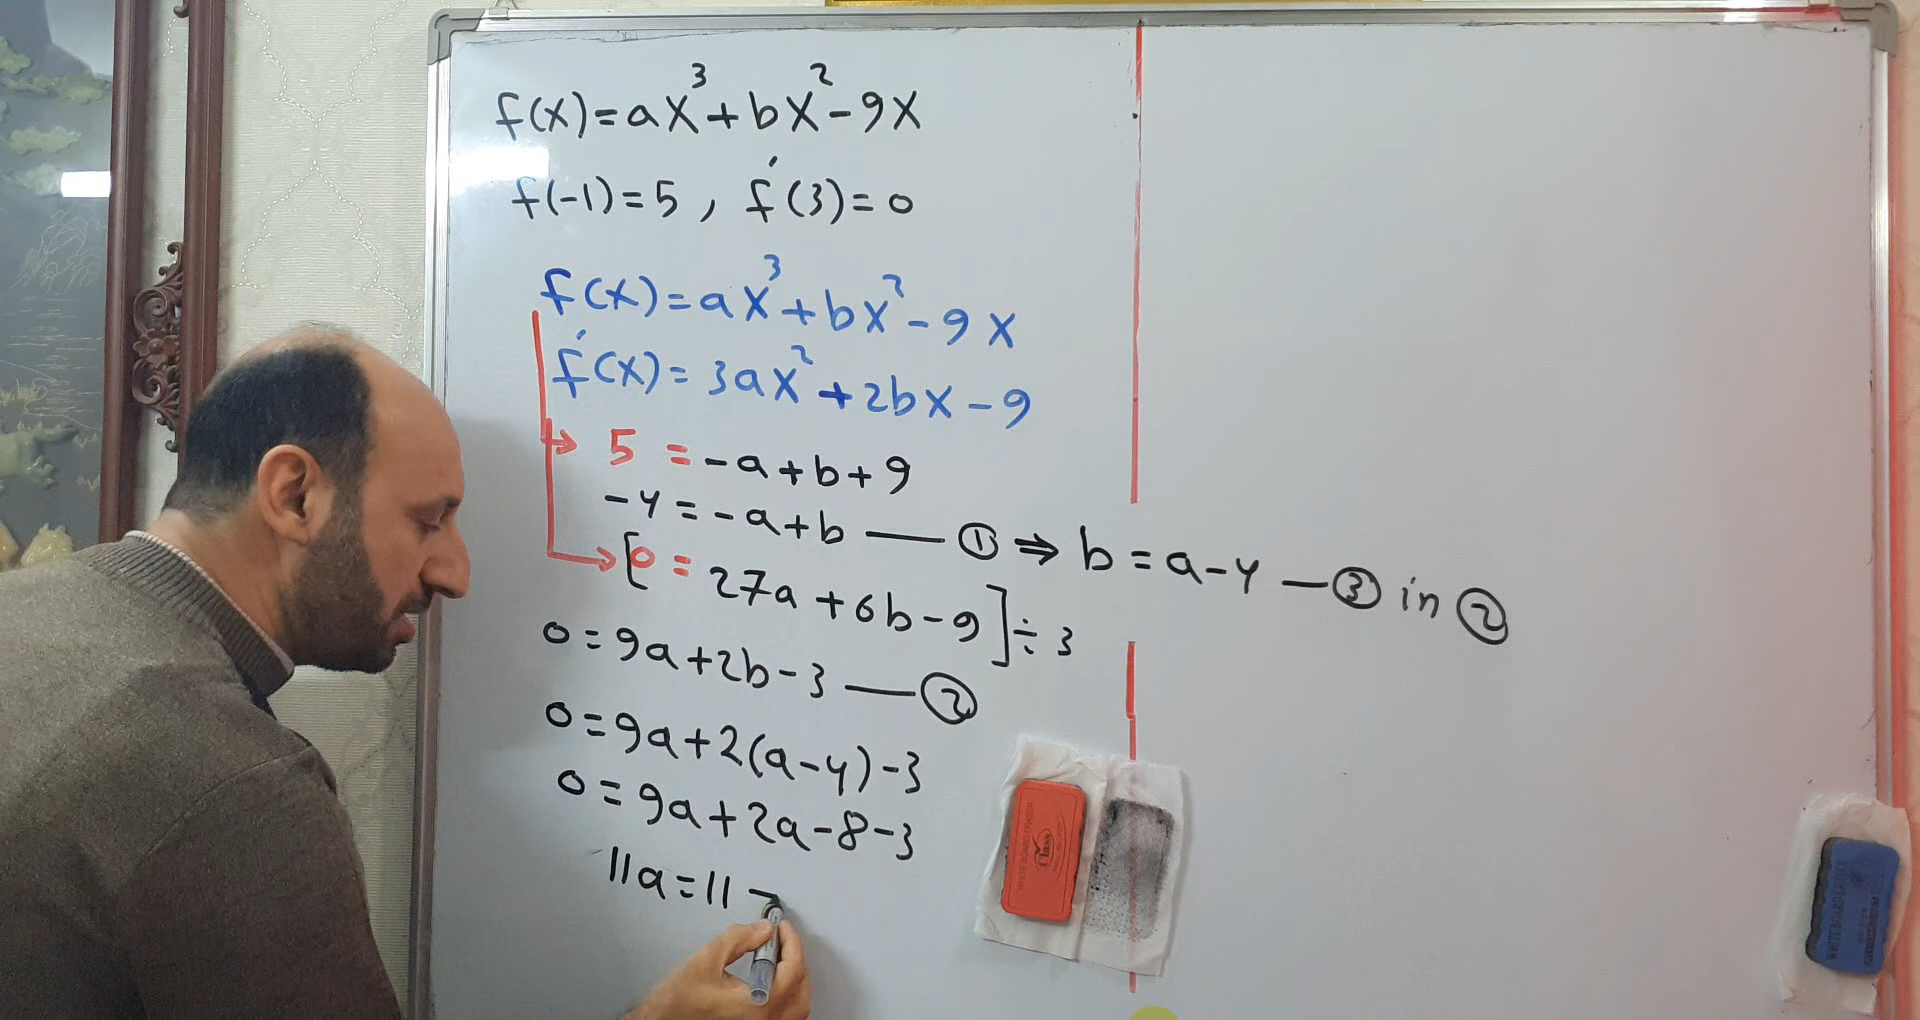 f(x)=ax³+bx²-9x
f(-1)=5, f́(3)=0
f(x)=ax³+bx²-9x
f́(x)=3ax²+2bx-9
5=-a+b+9
-4=-a+b — ① ⇒ b=a-4 — ③ in ②
[0=27a+6b-9]÷3
0=9a+2b-3 — ②
0=9a+2(a-4)-3
0=9a+2a-8-3
11a=11